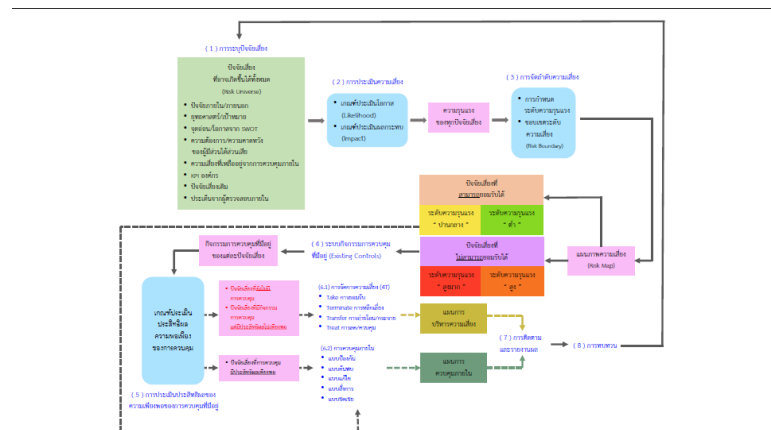 ( 1 ) การระบุปัจจัยเสี่ยง
ปัจจัยเสี่ยง
ที่อาจเกิดขึ้นได้ทั้งหมด
(Risk Universe)
• ปัจจัยภายใน/ภายนอก
• ยุทธศาสตร์/เป้าหมาย
• จุดอ่อน/โอกาสจาก SWOT
• ความต้องการ/ความคาดหวัง
ของผู้มีส่วนได้ส่วนเสีย
• ความเสี่ยงที่เหลืออยู่จากการควบคุมภายใน
• ผลฯ องค์กร
• ปัจจัยเสี่ยงเดิม
• ประเด็นจากผู้ตรวจสอบภายใน
( 2 ) การประเมินความเสี่ยง
• เกณฑ์ประเมินโอกาส
(Likelihood)
• เกณฑ์ประเมินผลกระทบ
(Impact)
ความรุนแรง
ของทุกปัจจัยเสี่ยง
( 3 ) การจัดลำดับความเสี่ยง
• การกำหนด
ระดับความรุนแรง
• ขอบเขตระดับ
ความเสี่ยง
(Risk Boundary)
ปัจจัยเสี่ยงที่
สามารถยอมรับได้
ระดับความรุนแรง
" ปานกลาง "
ระดับความรุนแรง
" ต่ำ "
ปัจจัยเสี่ยงที่
ไม่สามารถยอมรับได้
ระดับความรุนแรง
" สูงมาก "
ระดับความรุนแรง
" สูง "
แผนภาพความเสี่ยง
(Risk Map)
( 4 ) ระบุกิจกรรมการควบคุม
ที่มีอยู่ (Existing Controls)
กิจกรรมการควบคุมที่มีอยู่
ของแต่ละปัจจัยเสี่ยง
เกณฑ์ประเมิน
ประสิทธิผล
ความพอเพียง
ของการควบคุม
( 5 ) การประเมินประสิทธิผลของ
ความเพียงพอของการควบคุมที่มีอยู่
• ปัจจัยเสี่ยงที่ยังไม่มี
การควบคุม
• ปัจจัยเสี่ยงที่มีกิจกรรม
การควบคุม
แต่มีประสิทธิผลไม่เพียงพอ
• ปัจจัยเสี่ยงที่การควบคุม
มีประสิทธิผลเพียงพอ
(6.1) การจัดการความเสี่ยง (4T)
• Take การยอมรับ
• Terminate การหลีกเลี่ยง
• Transfer การถ่ายโอน/กระจาย
• Treat การลด/ควบคุม
(6.2) การควบคุมภายใน
• แบบป้องกัน
• แบบค้นพบ
• แบบแก้ไข
• แบบสั่งการ
• แบบชดเชย
แผนการ
บริหารความเสี่ยง
แผนการ
ควบคุมภายใน
( 7 ) การติดตาม
และรายงานผล
( 8 ) การทบทวน